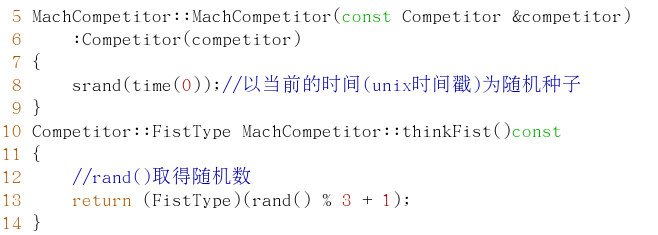 5 MachCompetitor::MachCompetitor(const Competitor &competitor)
6     :Competitor(competitor)
7 {
8     srand(time(0));//以当前的时间(unix时间戳)为随机种子
9 }
10 Competitor::FistType MachCompetitor::thinkFist()const
11 {
12     //rand()取得随机数
13     return (FistType)(rand() % 3 + 1);
14 }